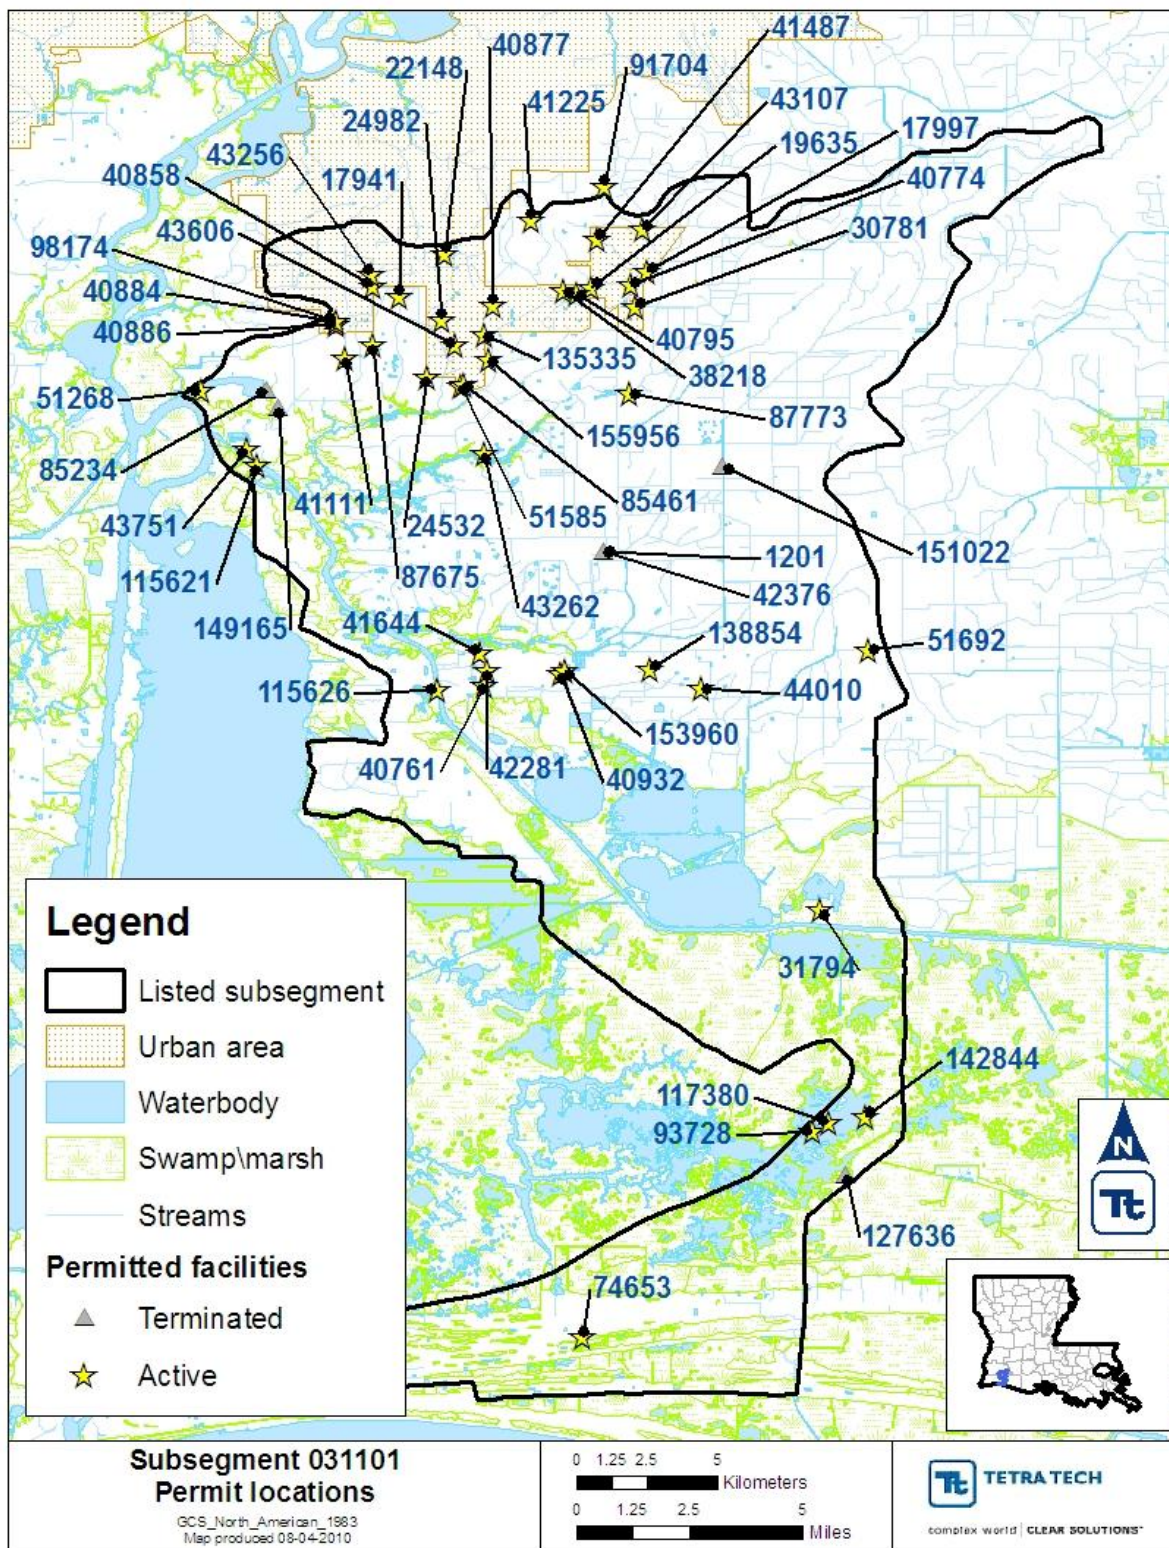 40877
41487
22148
91704
41225
43107
24982
19635
17997
43256
40858
17941
40774
43606
30781
98174
40884
40886
135335
40795
38218
51268
87773
155956
85234
41111
24532
51585
85461
43751
1201
151022
115621
87675
42376
43262
149165
41644
138854
51692
115626
44010
153960
40761
42281
40932
31794
142844
117380
93728
127636
74653
Legend
Listed subsegment
Urban area
Waterbody
Swamp\marsh
Streams
Permitted facilities
Terminated
Active
N
Tt
Subsegment 031101
Permit locations
GCS_North_American_1983
Map produced 08-04-2010
0 1.25 2.5 5
Kilometers
0 1.25 2.5 5
Miles
Tt TETRA TECH
complex world | CLEAR SOLUTIONS™